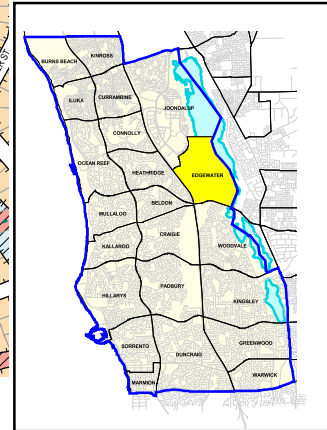 KINROSS
BURNS BEACH
ILUKA
CURRAMBINE
JOONDALUP
CONNOLLY
OCEAN REEF
HEATHRIDGE
EDGEWATER
BELDON
MULLALOO
CRAIGIE
KALLAROO
WOODVALE
PADBURY
HILLARYS
KINGSLEY
SORRENTO
GREENWOOD
DUNCRAIG
WARWICK
MARMION